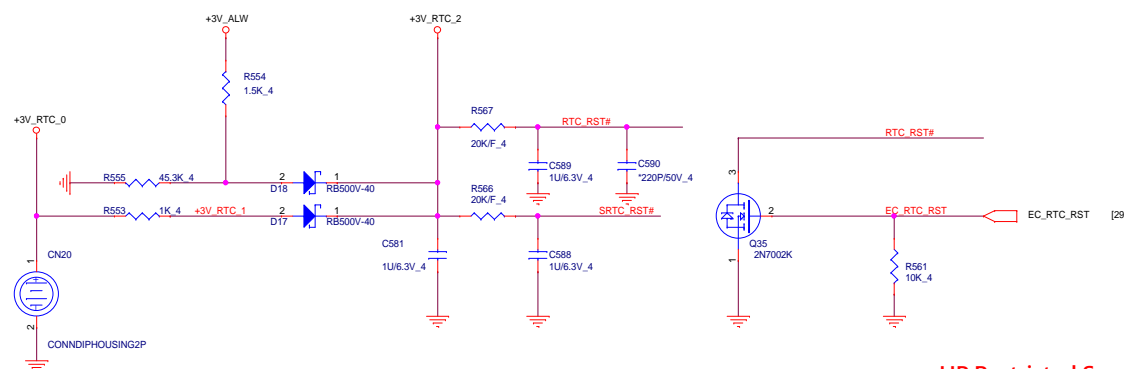 +3V_ALW
+3V_RTC_2
R554
1.5K_4
+3V_RTC_0
R567
20K/F_4
RTC_RST#
RTC_RST#
C589
1U/6.3V_4
C590
*220P/50V_4
3
R555
45.3K_4
2
D18
1
RB500V-40
R566
20K/F_4
R553
1K_4
+3V_RTC_1
2
D17
1
RB500V-40
SRTC_RST#
2
EC_RTC_RST
EC_RTC_RST
[29
Q35
2N7002K
C581
1U/6.3V_4
C588
1U/6.3V_4
1
R561
10K_4
CN20
1
2
CONNDIPHOUSING2P